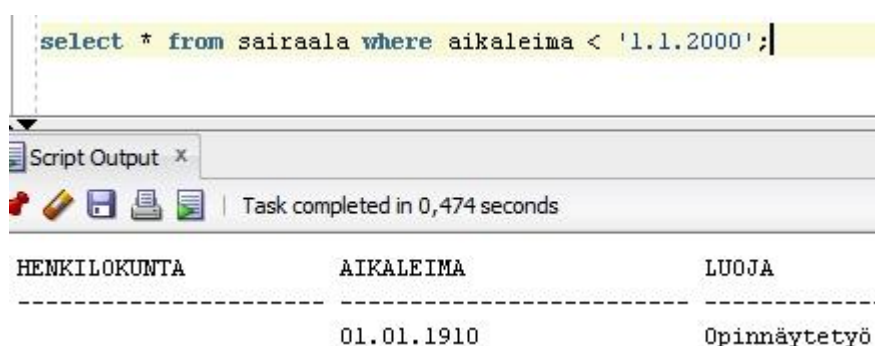 select * from sairaala where aikaleima < '1.1.2000';
Script Output x
Task completed in 0,474 seconds
HENKILOKUNTA AIKALEIMA LUOJA
---------------------- ------------------------- ------------
01.01.1910 Opinnäytetyö